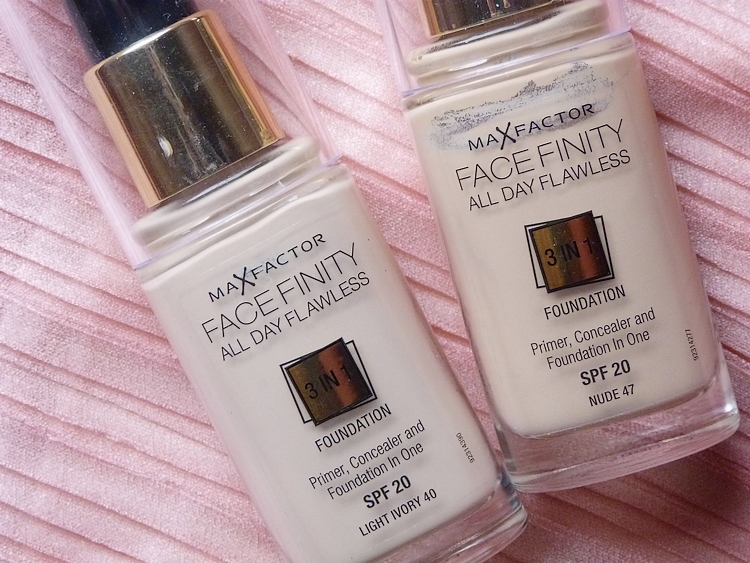 MAXFACTOR
FACE FINITY
ALL DAY FLAWLESS
3 IN 1
FOUNDATION
Primer, Concealer and
Foundation In One
SPF 20
LIGHT IVORY 40
92314390
MAXFACTOR
FACE FINITY
ALL DAY FLAWLESS
3 IN 1
FOUNDATION
Primer, Concealer and
Foundation In One
SPF 20
NUDE 47
92314277